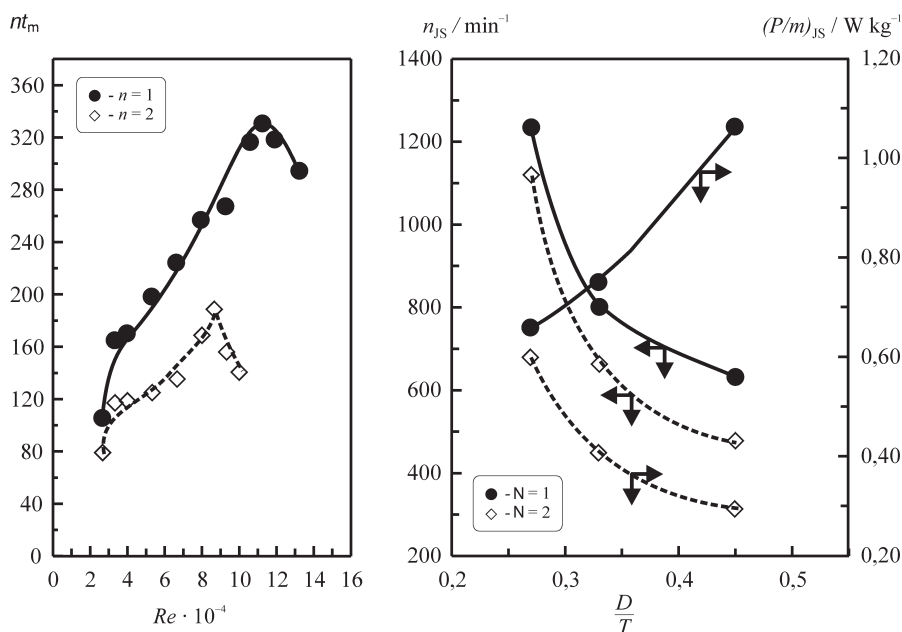 nt_m
360
320
280
240
200
160
120
80
40
0
- n = 1
- n = 2
0 2 4 6 8 10 12 14 16
Re · 10⁻⁴
n_JS / min⁻¹
(P/m)_JS / W kg⁻¹
1400
1200
1000
800
600
400
200
1,20
1,00
0,80
0,60
0,40
0,20
- N = 1
- N = 2
0,2 0,3 0,4 0,5
D
T